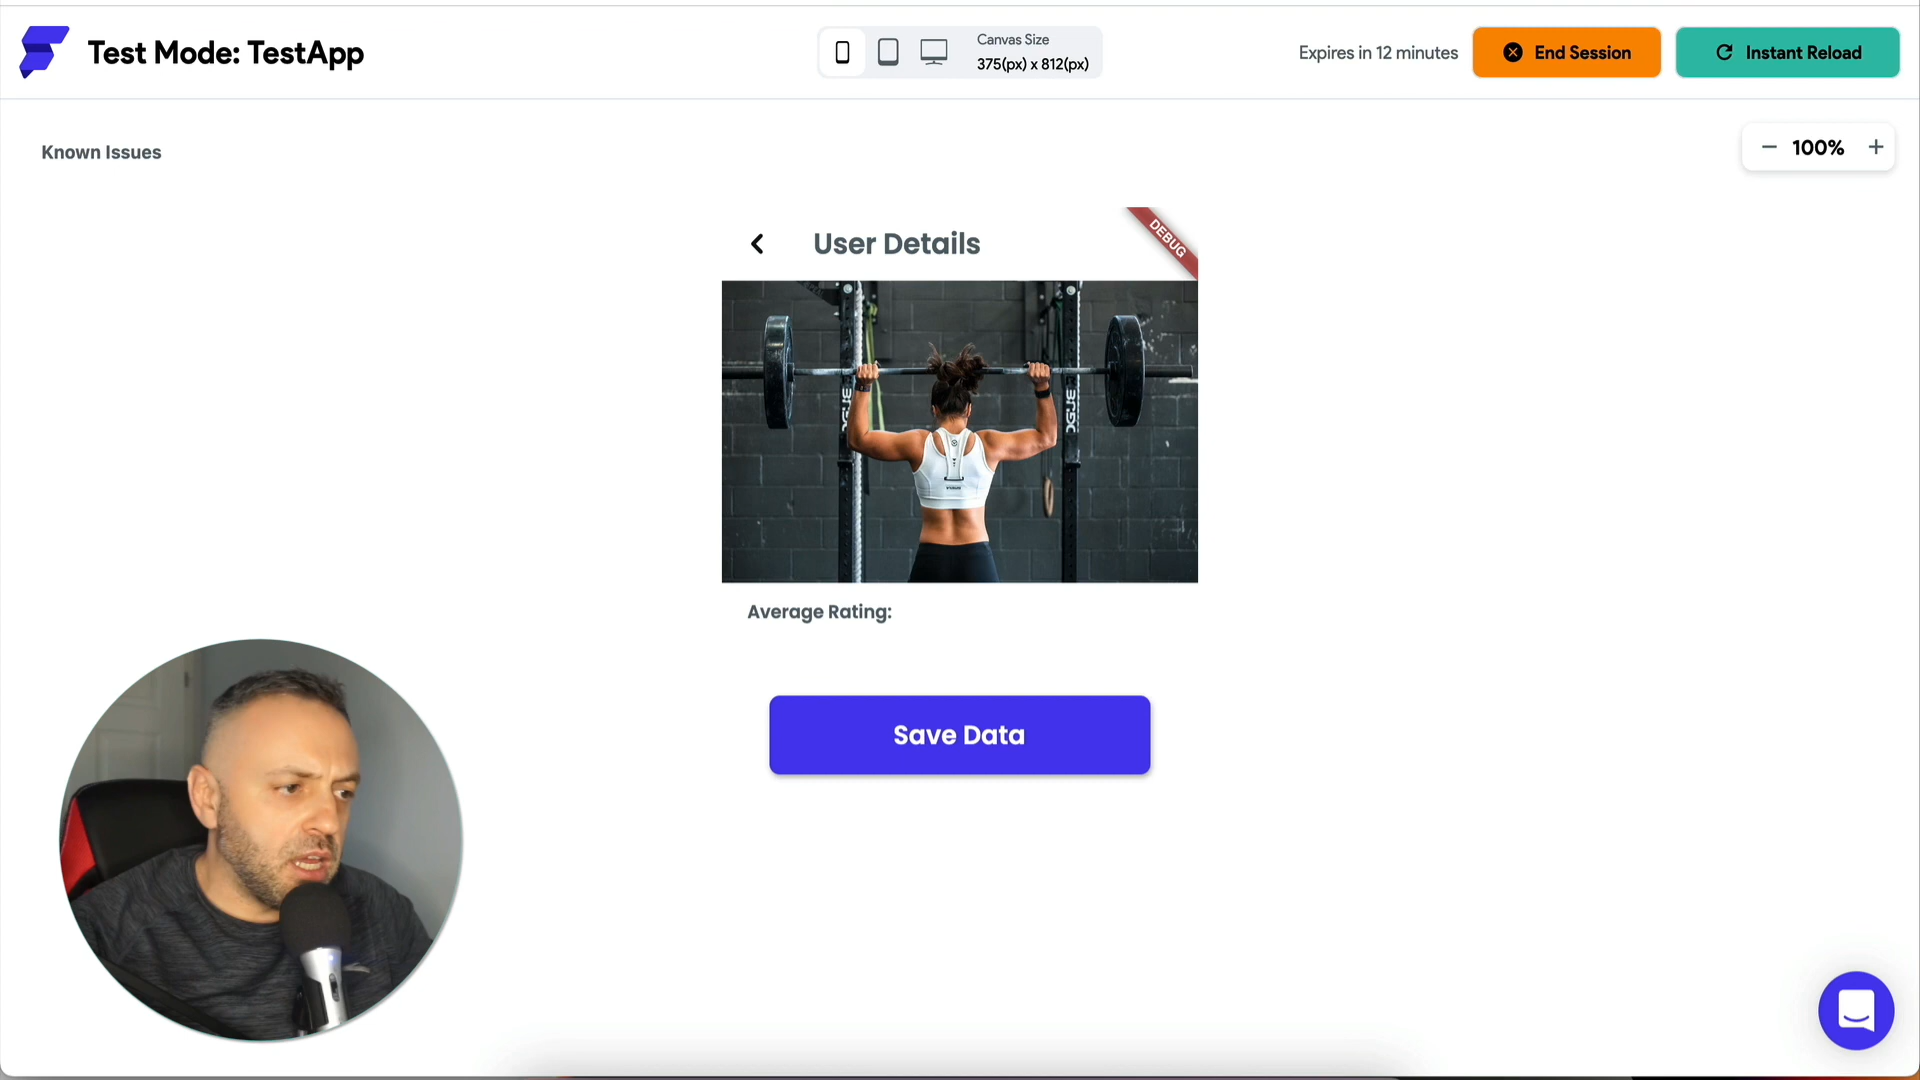 Test Mode: TestApp
Canvas Size
375(px) x 812(px)
Expires in 12 minutes
End Session
Instant Reload
Known Issues
100%
User Details
DEBUG
Average Rating:
Save Data